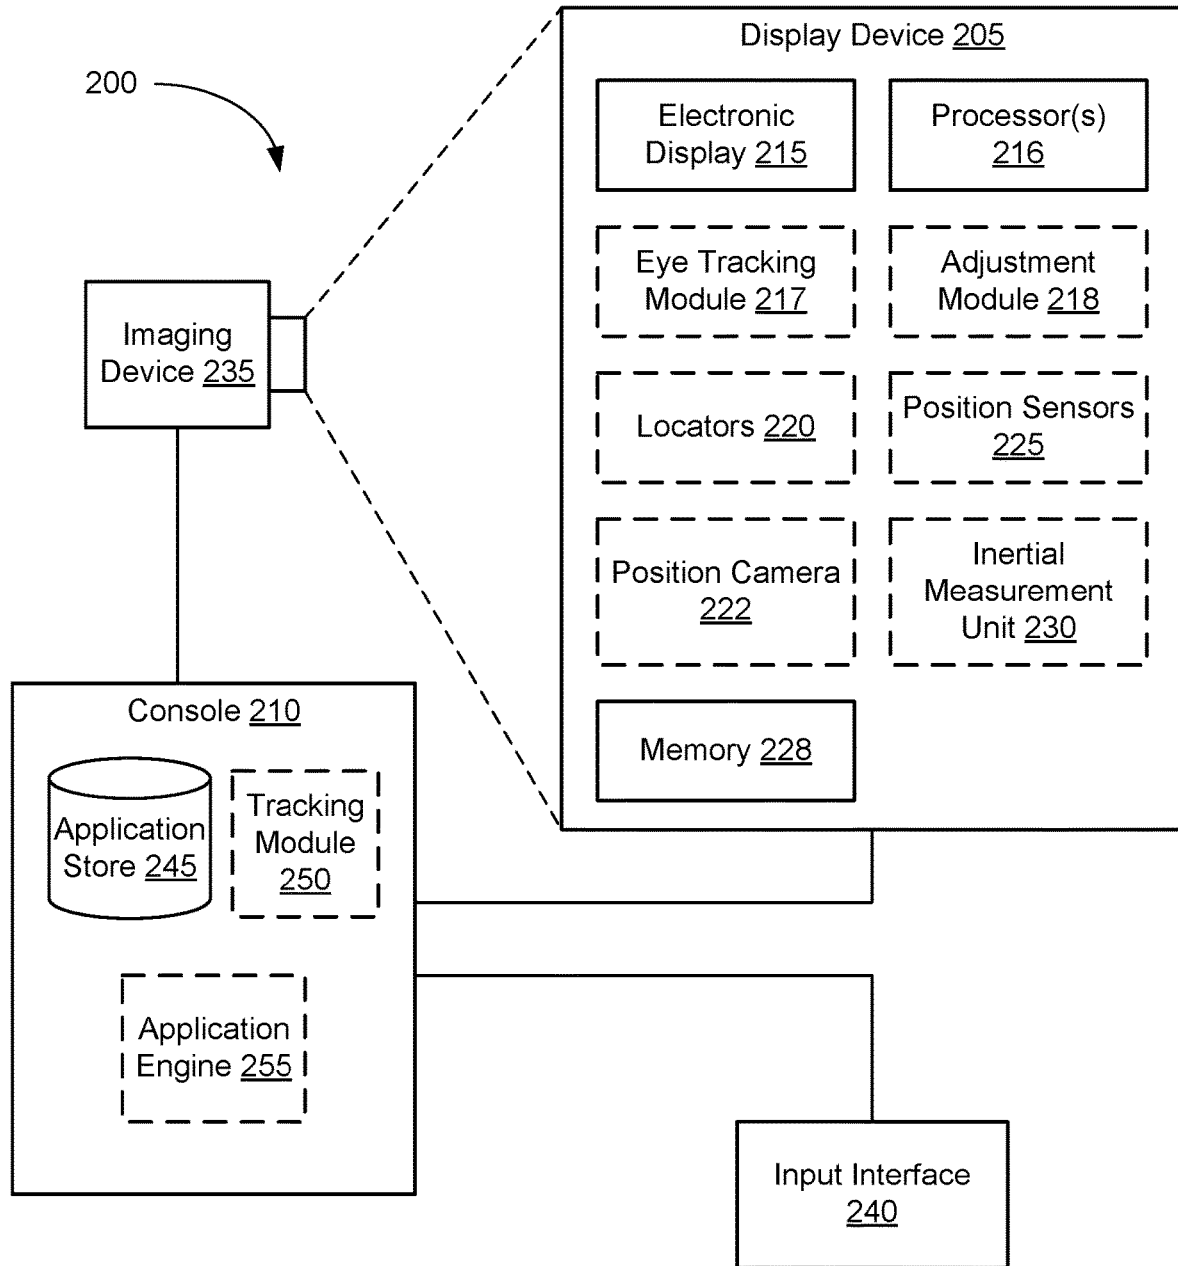 200
Display Device 205
Electronic
Display 215
Processor(s)
216
Eye Tracking
Module 217
Adjustment
Module 218
Imaging
Device 235
Locators 220
Position Sensors
225
Position Camera
222
Inertial
Measurement
Unit 230
Memory 228
Console 210
Application
Store 245
Tracking
Module
250
Application
Engine 255
Input Interface
240